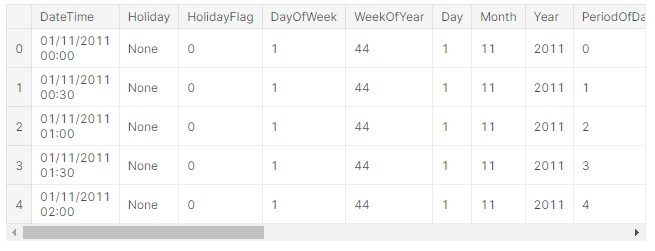 DateTime Holiday HolidayFlag DayOfWeek WeekOfYear Day Month Year PeriodOfDa
0 01/11/2011 00:00 None 0 1 44 1 11 2011 0
1 01/11/2011 00:30 None 0 1 44 1 11 2011 1
2 01/11/2011 01:00 None 0 1 44 1 11 2011 2
3 01/11/2011 01:30 None 0 1 44 1 11 2011 3
4 01/11/2011 02:00 None 0 1 44 1 11 2011 4